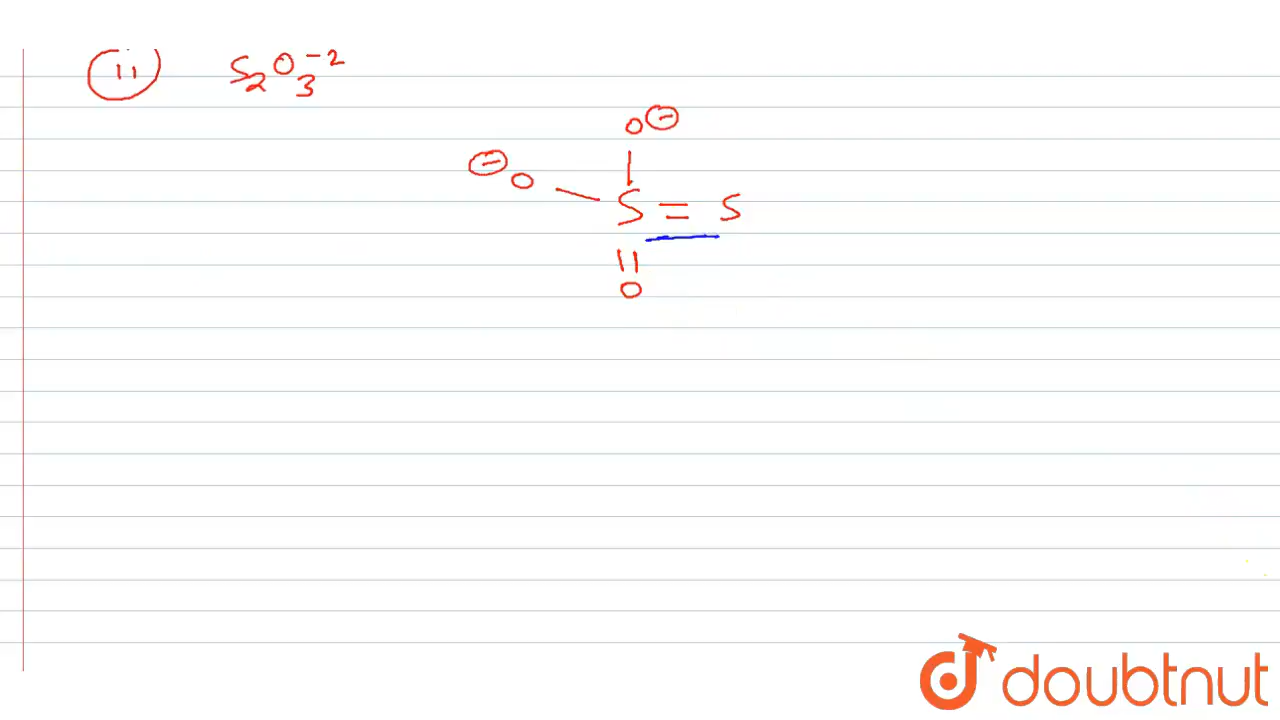 11 S2O3-2
O -
- O
S = S
||
O
doubtnut